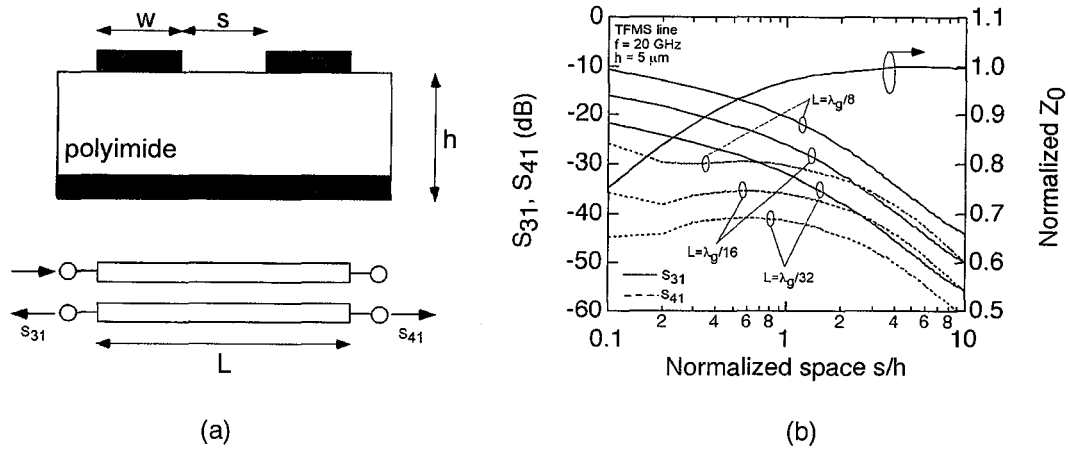 W
S
polyimide
h
S31
S41
L
(a)
TFMS line
f = 20 GHz
h = 5 μm
L=λg/8
L=λg/16
L=λg/32
S31
S41
0
-10
-20
-30
-40
-50
-60
S31, S41 (dB)
1.1
1.0
0.9
0.8
0.7
0.6
0.5
Normalized Z0
0.1
2
4
6
8
1
2
4
6
8
10
Normalized space s/h
(b)